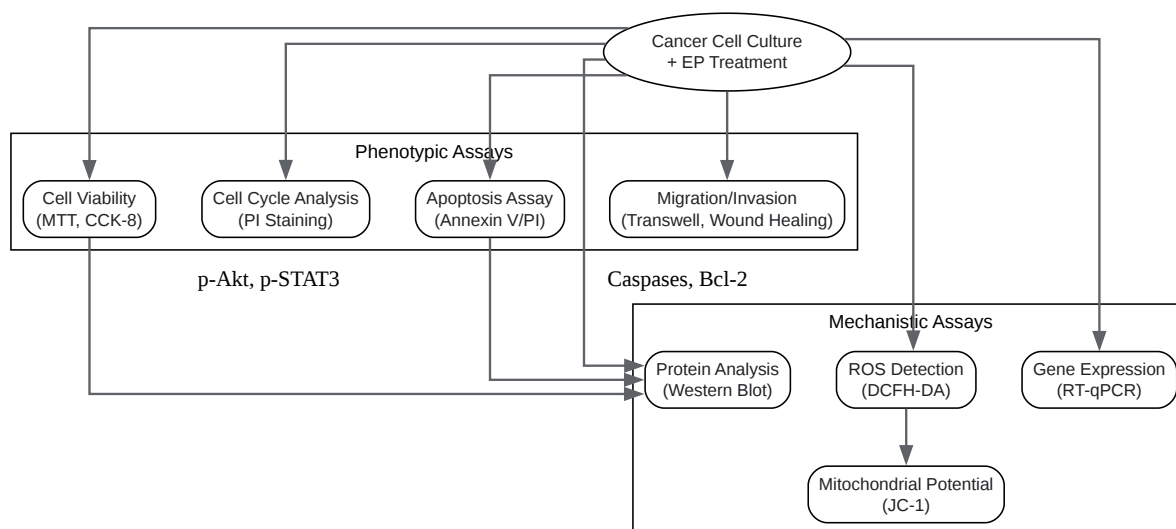 Cancer Cell Culture
+ EP Treatment
Phenotypic Assays
Cell Viability
(MTT, CCK-8)
Cell Cycle Analysis
(PI Staining)
Apoptosis Assay
(Annexin V/PI)
Migration/Invasion
(Transwell, Wound Healing)
p-Akt, p-STAT3
Caspases, Bcl-2
Mechanistic Assays
Protein Analysis
(Western Blot)
ROS Detection
(DCFH-DA)
Gene Expression
(RT-qPCR)
Mitochondrial Potential
(JC-1)